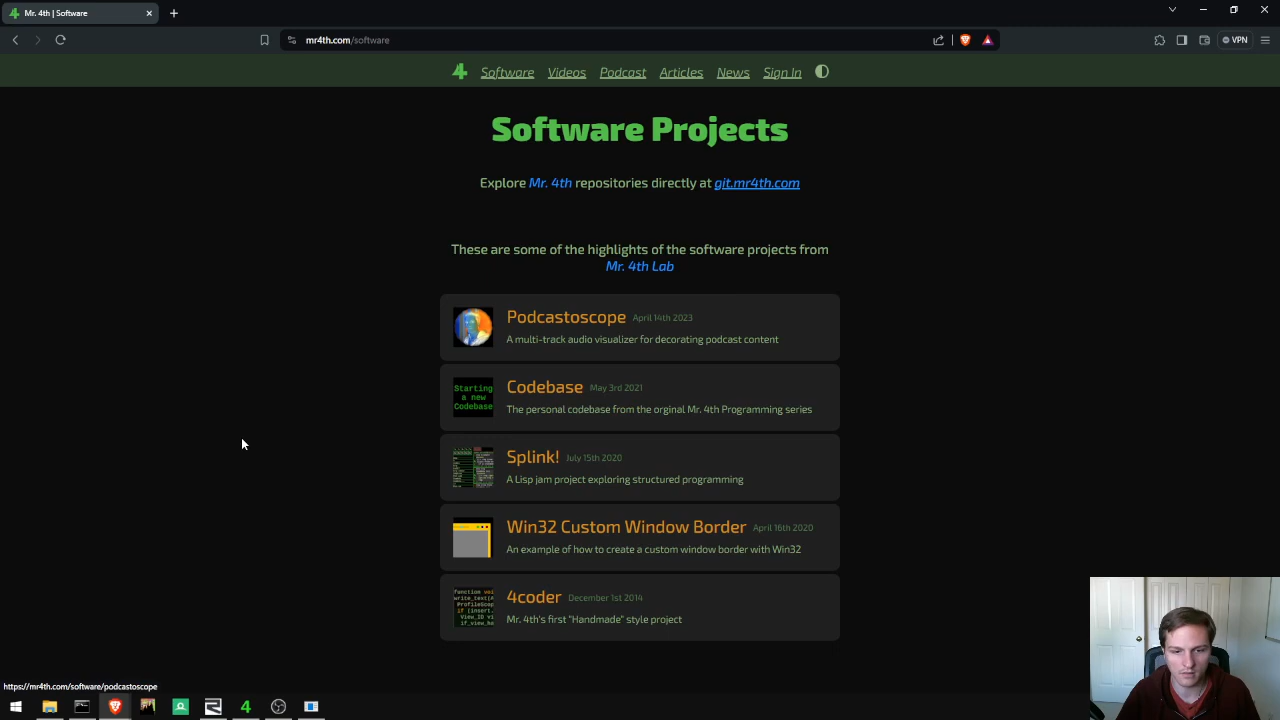 Mr. 4th | Software
mr4th.com/software
VPN
4 Software Videos Podcast Articles News Sign In
Software Projects
Explore Mr. 4th repositories directly at git.mr4th.com
These are some of the highlights of the software projects from
Mr. 4th Lab
Podcastoscope April 14th 2023
A multi-track audio visualizer for decorating podcast content
Starting
a new
Codebase
Codebase May 3rd 2021
The personal codebase from the orginal Mr. 4th Programming series
Splink! July 15th 2020
A Lisp jam project exploring structured programming
Win32 Custom Window Border April 16th 2020
An example of how to create a custom window border with Win32
4coder December 1st 2014
Mr. 4th's first "Handmade" style project
https://mr4th.com/software/podcastoscope